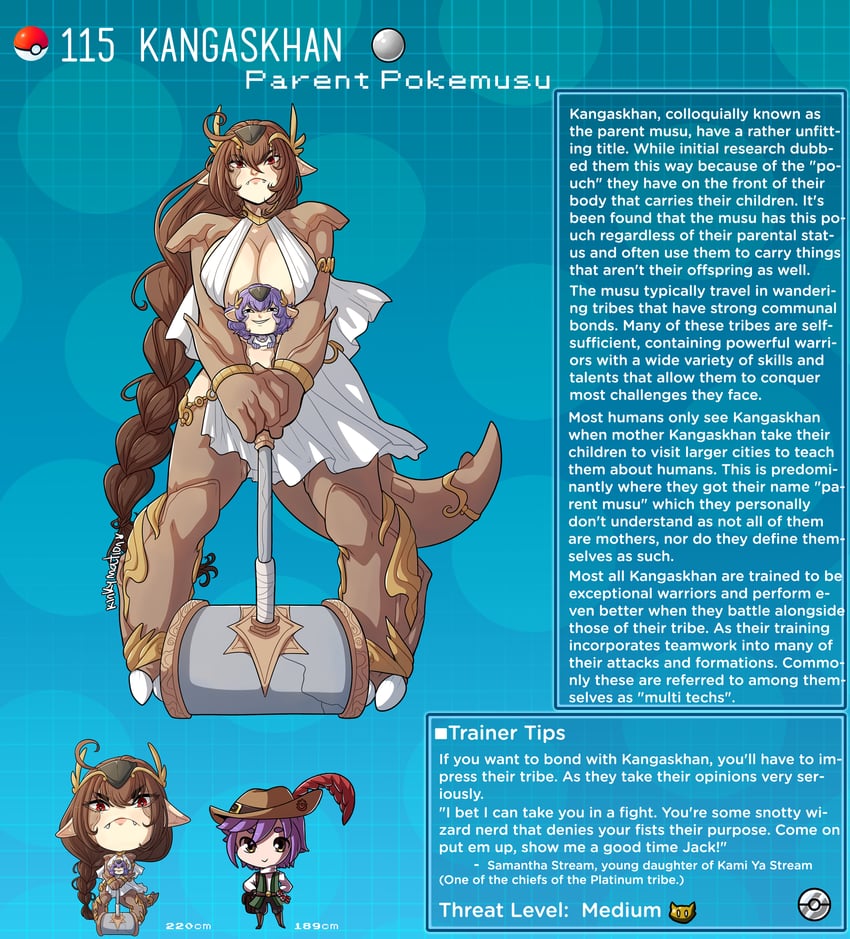 115 KANGASKHAN
Parent Pokemusu
Kangaskhan, colloquially known as
the parent musu, have a rather unfitt-
ing title. While initial research dubb-
ed them this way because of the "po-
uch" they have on the front of their
body that carries their children. It's
been found that the musu has this po-
uch regardless of their parental stat-
us and often use them to carry things
that aren't their offspring as well.
The musu typically travel in wander-
ing tribes that have strong communal
bonds. Many of these tribes are self-
sufficient, containing powerful warri-
ors with a wide variety of skills and
talents that allow them to conquer
most challenges they face.
Most humans only see Kangaskhan
when mother Kangaskhan take their
children to visit larger cities to teach
them about humans. This is predomi-
nantly where they got their name "pa-
rent musu" which they personally
don't understand as not all of them
are mothers, nor do they define them-
selves as such.
Most all Kangaskhan are trained to be
exceptional warriors and perform e-
ven better when they battle alongside
those of their tribe. As their training
incorporates teamwork into many of
their attacks and formations. Commo-
nly these are referred to among them-
selves as "multi techs".
kinkymation
■Trainer Tips
If you want to bond with Kangaskhan, you'll have to im-
press their tribe. As they take their opinions very ser-
iously.
"I bet I can take you in a fight. You're some snotty wi-
zard nerd that denies your fists their purpose. Come on
put em up, show me a good time Jack!"
- Samantha Stream, young daughter of Kami Ya Stream
(One of the chiefs of the Platinum tribe.)
Threat Level: Medium
220cm
189cm